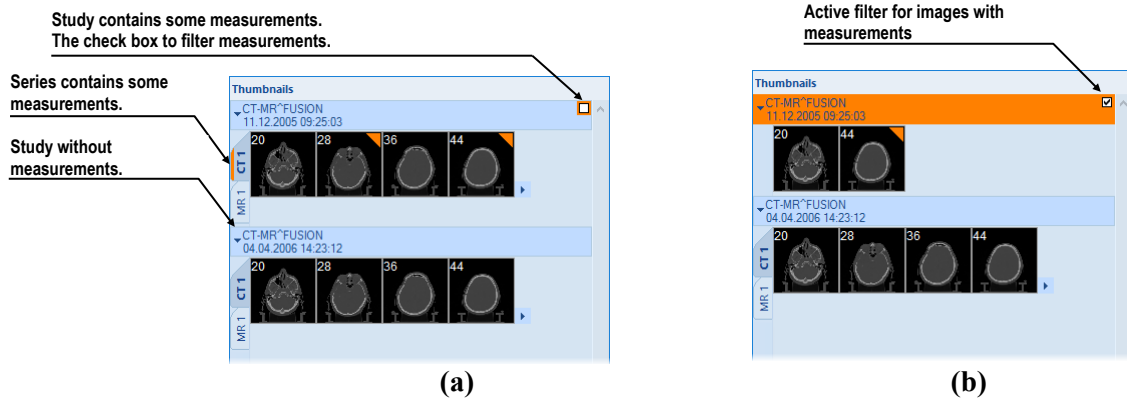 Study contains some measurements.
The check box to filter measurements.
Series contains some
measurements.
Study without
measurements.
Thumbnails
CT-MR^FUSION
11.12.2005 09:25:03
20 28 36 44
CT 1
MR 1
CT-MR^FUSION
04.04.2006 14:23:12
20 28 36 44
CT 1
MR 1
(a)
Active filter for images with
measurements
Thumbnails
CT-MR^FUSION
11.12.2005 09:25:03
20 44
CT-MR^FUSION
04.04.2006 14:23:12
20 28 36 44
CT 1
MR 1
(b)